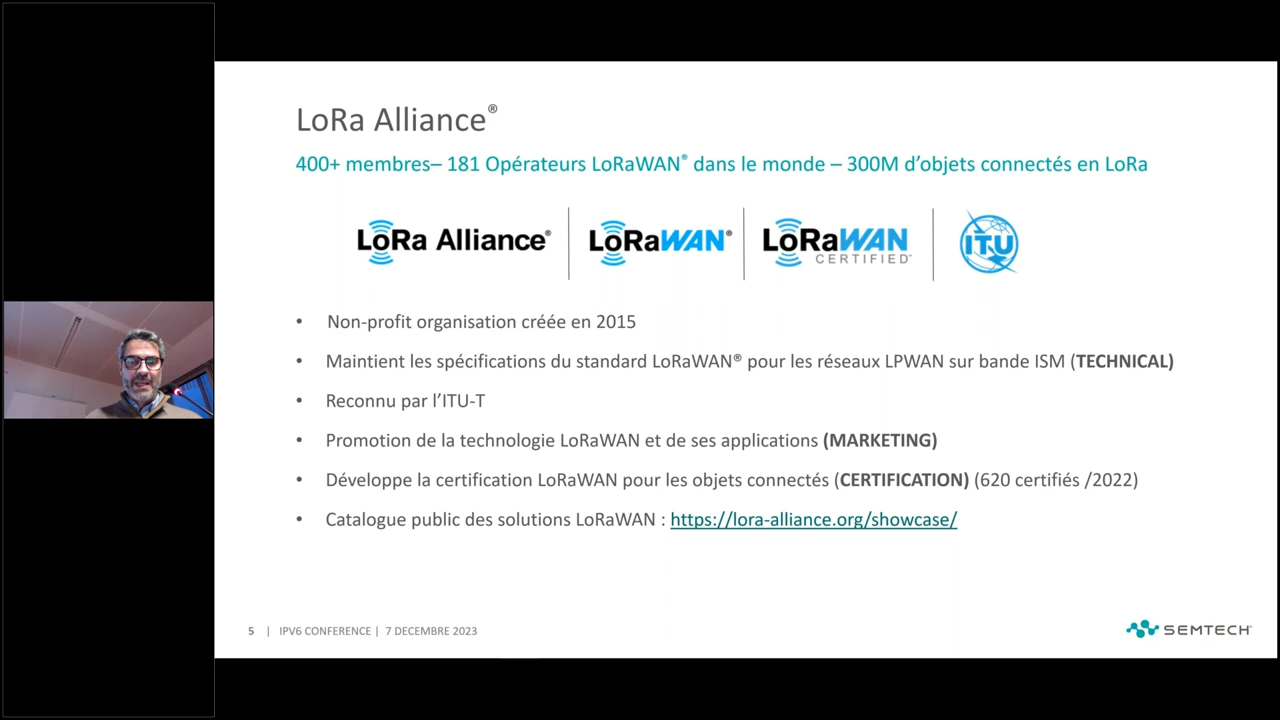 LoRa Alliance®
400+ membres– 181 Opérateurs LoRaWAN® dans le monde – 300M d’objets connectés en LoRa
LoRa Alliance®
LoRaWAN®
LoRaWAN
CERTIFIED
ITU
• Non-profit organisation créée en 2015
• Maintient les spécifications du standard LoRaWAN® pour les réseaux LPWAN sur bande ISM (TECHNICAL)
• Reconnu par l’ITU-T
• Promotion de la technologie LoRaWAN et de ses applications (MARKETING)
• Développe la certification LoRaWAN pour les objets connectés (CERTIFICATION) (620 certifiés /2022)
• Catalogue public des solutions LoRaWAN : https://lora-alliance.org/showcase/
5 | IPV6 CONFERENCE | 7 DECEMBRE 2023
SEMTECH